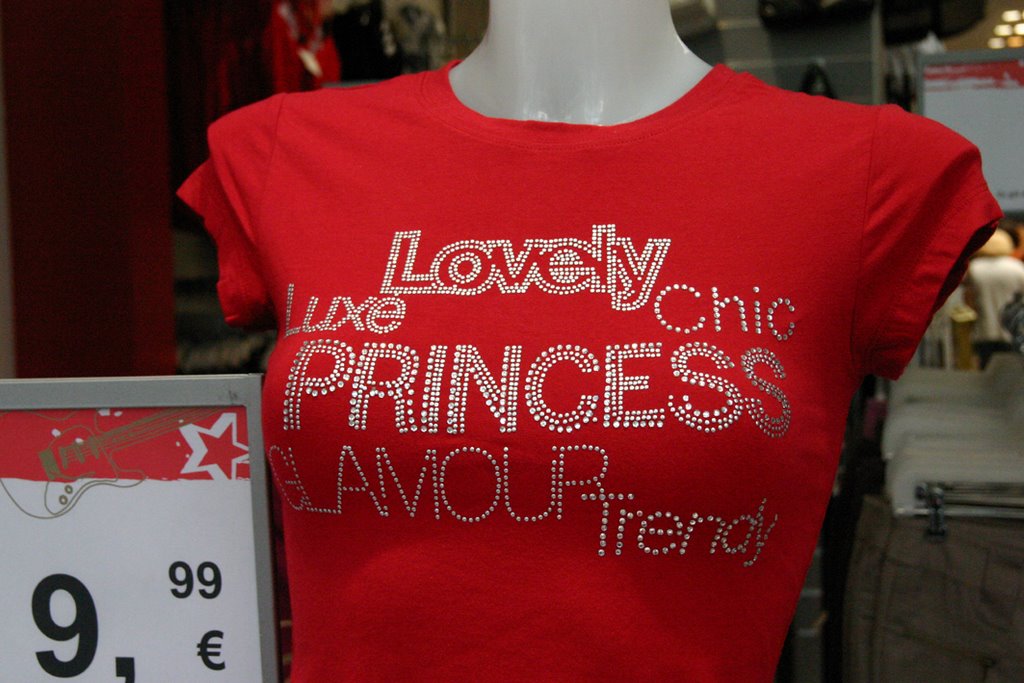 Lovely
Luxe Chic
PRINCESS
GLAMOUR
Trendy
9,99
€